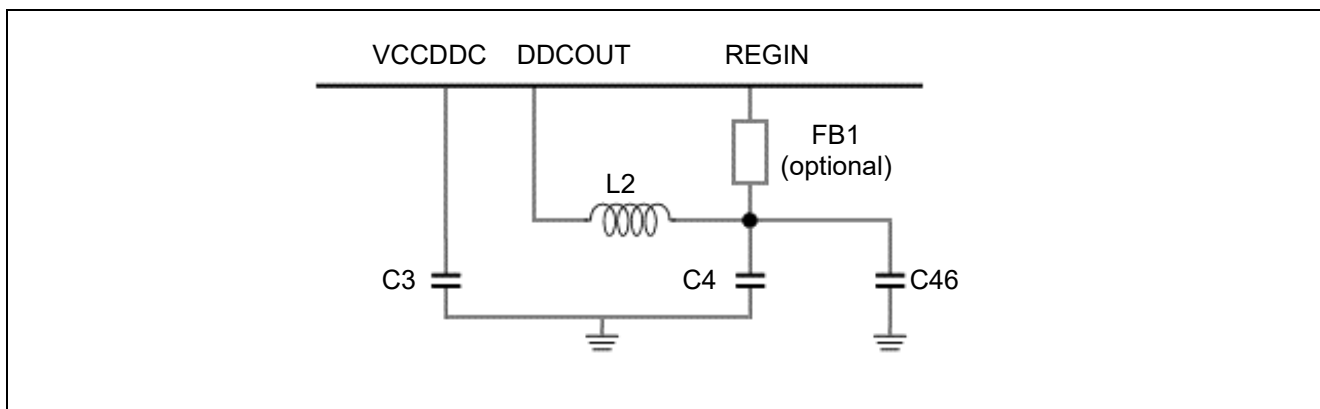 VCCDDC DDCOUT REGIN
FB1
(optional)
L2
C3 C4 C46